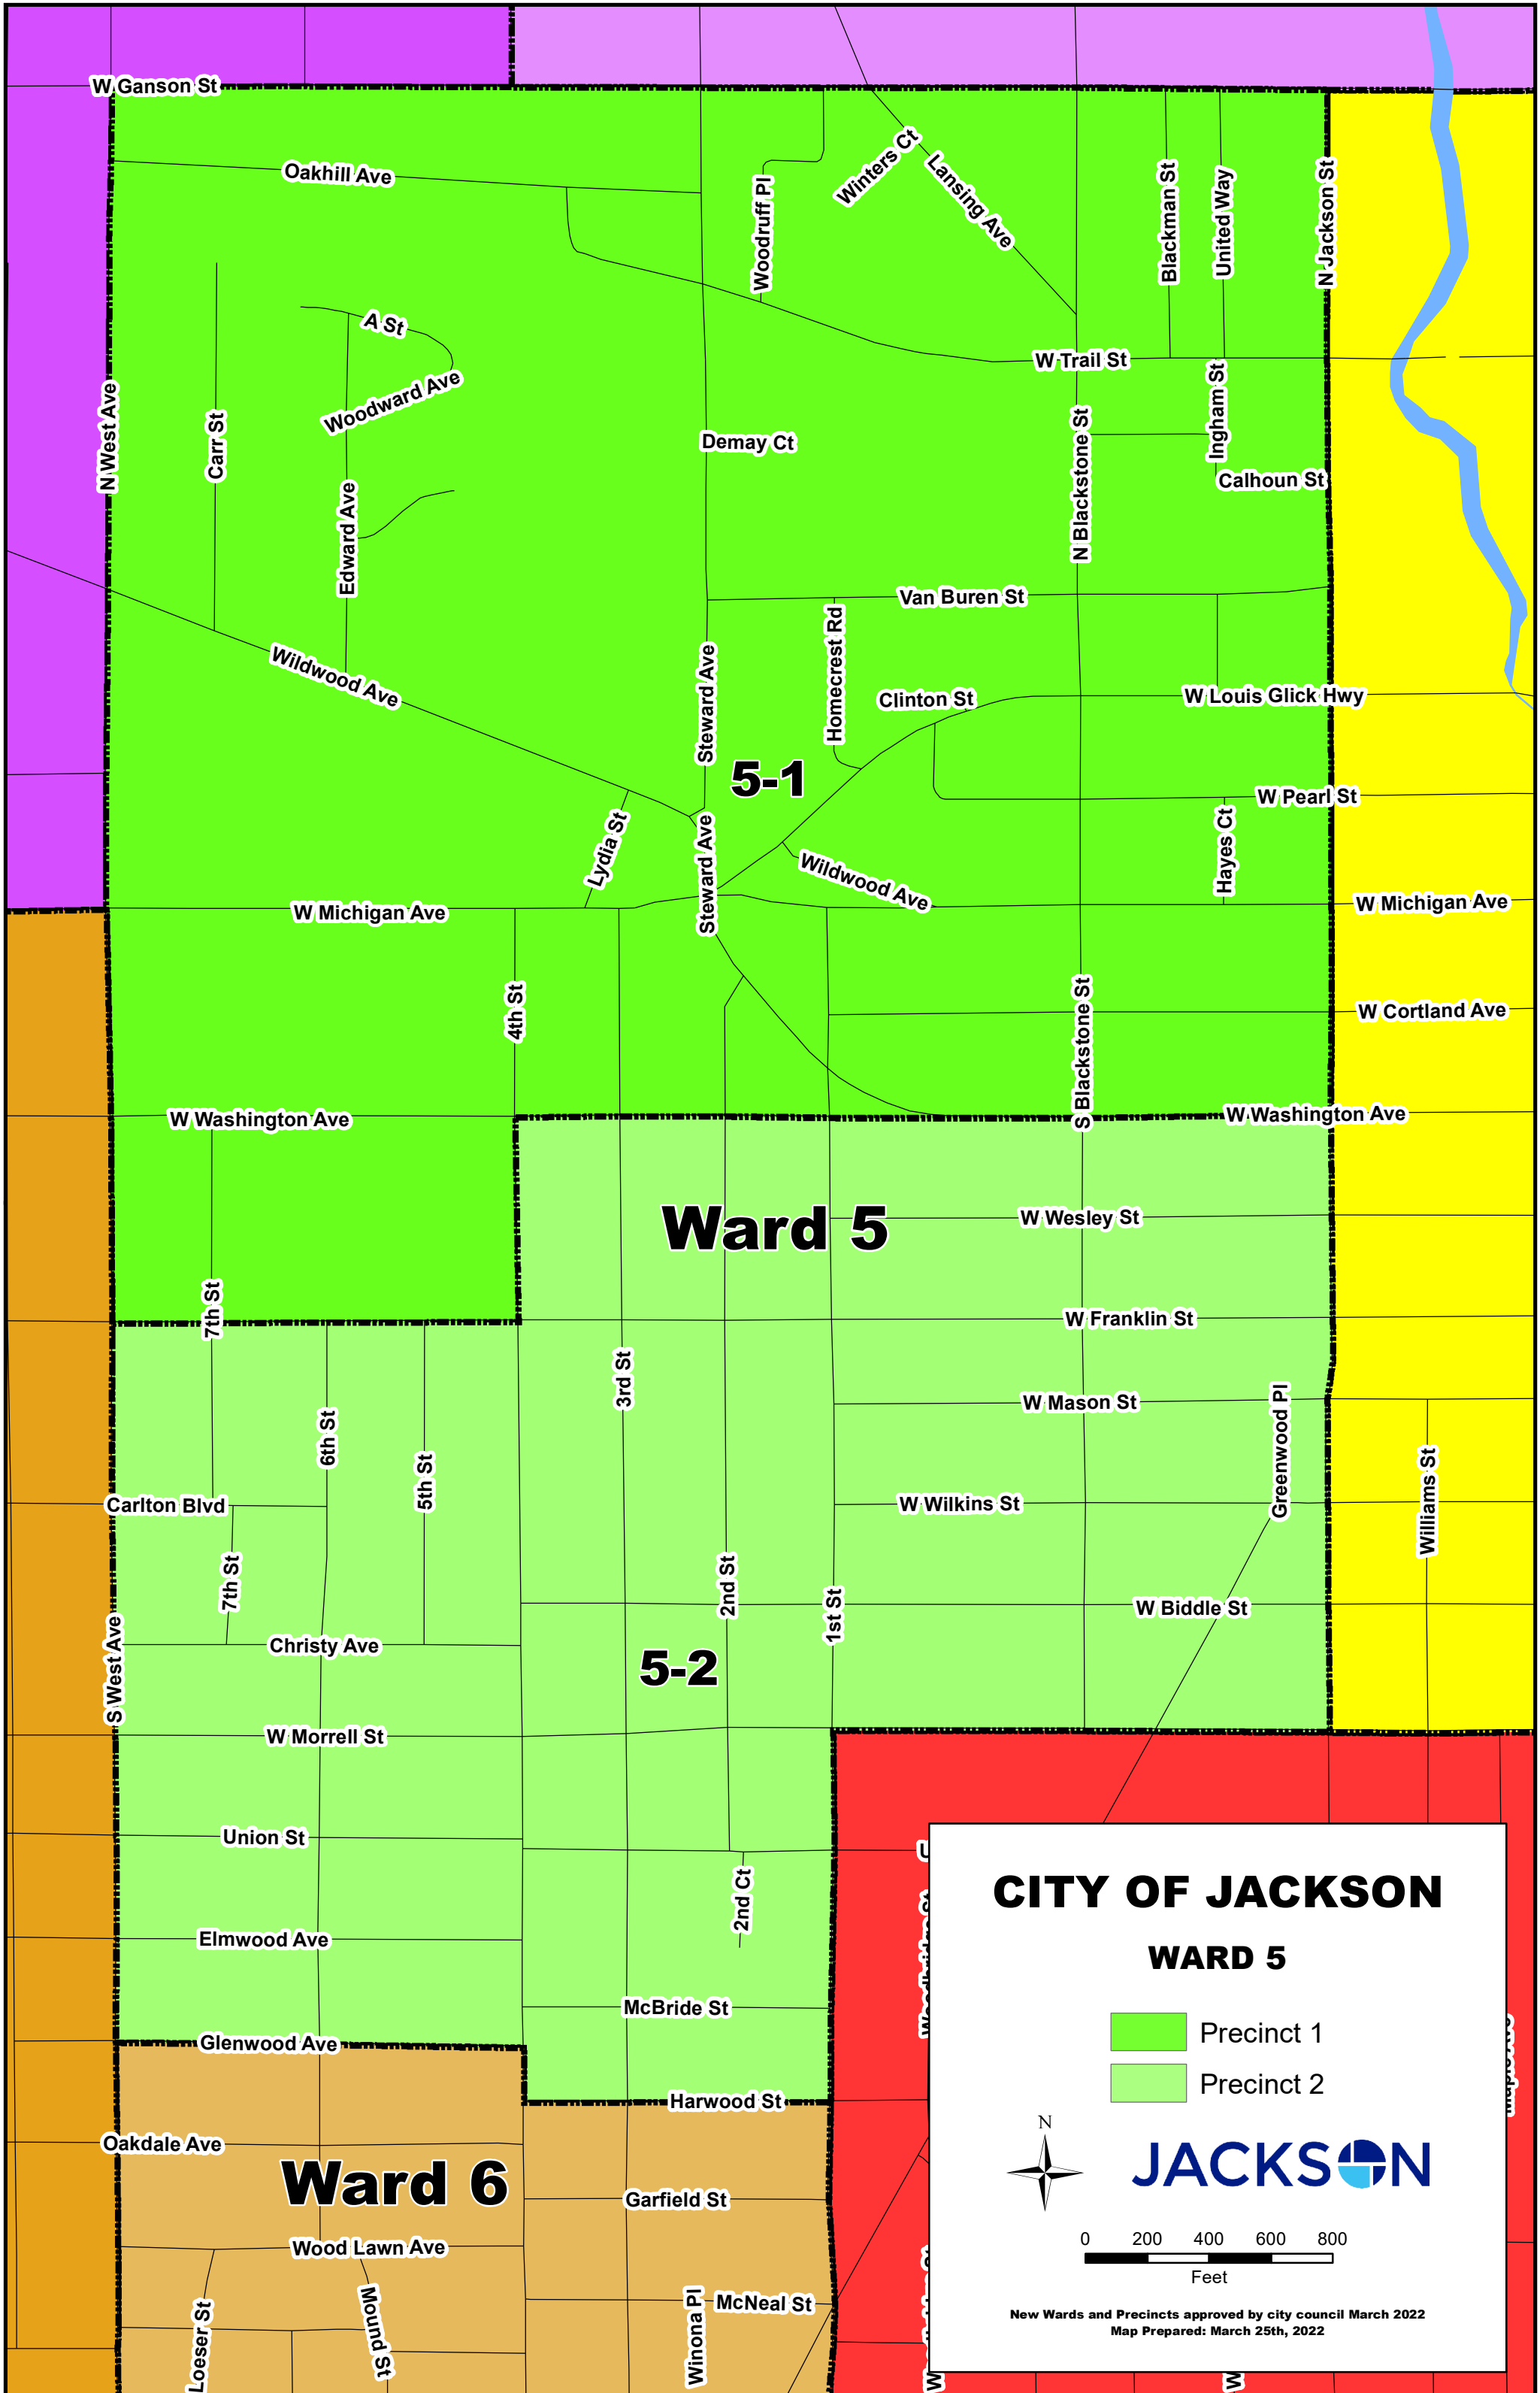 W Ganson St
Oakhill Ave
Woodruff Pl
Winters Ct
Lansing Ave
Blackman St
United Way
N Jackson St
A St
Woodward Ave
W Trail St
N West Ave
Carr St
Edward Ave
Demay Ct
N Blackstone St
Ingham St
Calhoun St
Van Buren St
Wildwood Ave
Steward Ave
Homecrest Rd
Clinton St
W Louis Glick Hwy
5-1
W Pearl St
Lydia St
Steward Ave
Wildwood Ave
Hayes Ct
W Michigan Ave
W Michigan Ave
4th St
S Blackstone St
W Cortland Ave
W Washington Ave
W Washington Ave
Ward 5
W Wesley St
7th St
W Franklin St
3rd St
W Mason St
Greenwood Pl
6th St
5th St
Williams St
Carlton Blvd
W Wilkins St
7th St
2nd St
1st St
W Biddle St
S West Ave
Christy Ave
5-2
W Morrell St
Union St
2nd Ct
Elmwood Ave
McBride St
Glenwood Ave
Harwood St
Oakdale Ave
Ward 6
Garfield St
Wood Lawn Ave
Loeser St
Mound St
Winona Pl
McNeal St
CITY OF JACKSON
WARD 5
Precinct 1
Precinct 2
N
JACKSON
0 200 400 600 800
Feet
New Wards and Precincts approved by city council March 2022
Map Prepared: March 25th, 2022